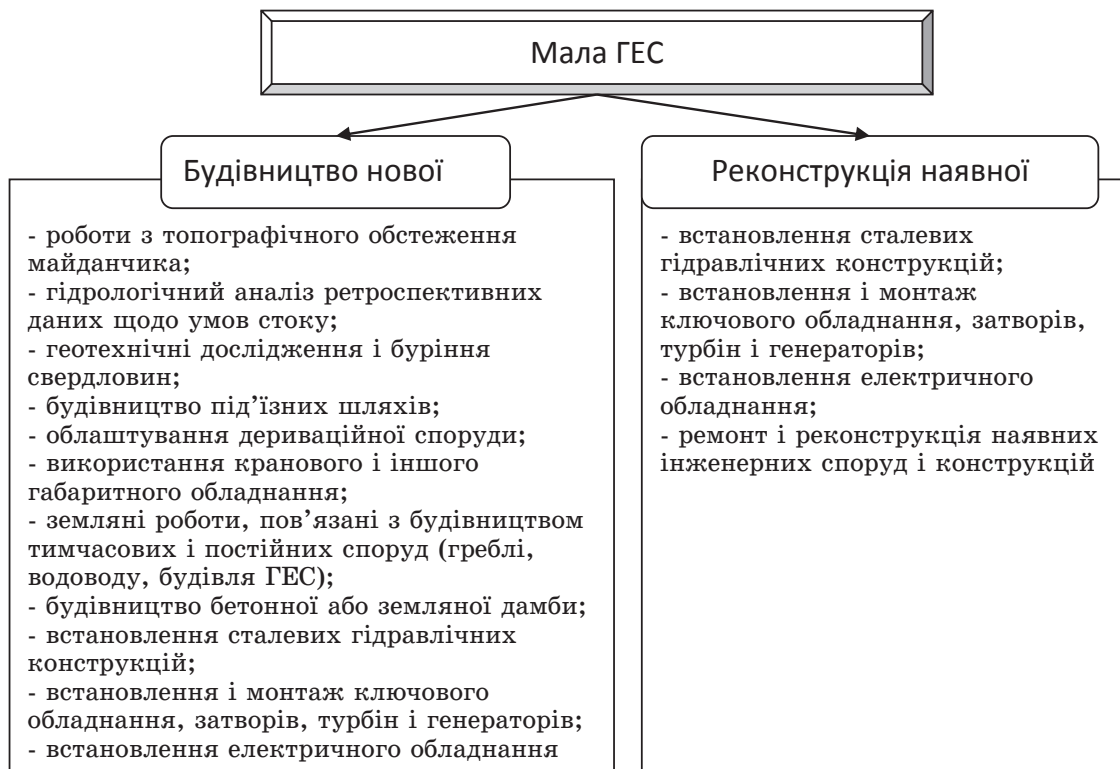 Мала ГЕС
Будівництво нової
- роботи з топографічного обстеження
майданчика;
- гідрологічний аналіз ретроспективних
даних щодо умов стоку;
- геотехнічні дослідження і буріння
свердловин;
- будівництво під’їзних шляхів;
- облаштування дериваційної споруди;
- використання кранового і іншого
габаритного обладнання;
- земляні роботи, пов’язані з будівництвом
тимчасових і постійних споруд (греблі,
водоводу, будівля ГЕС);
- будівництво бетонної або земляної дамби;
- встановлення сталевих гідравлічних
конструкцій;
- встановлення і монтаж ключового
обладнання, затворів, турбін і генераторів;
- встановлення електричного обладнання
Реконструкція наявної
- встановлення сталевих
гідравлічних конструкцій;
- встановлення і монтаж
ключового обладнання, затворів,
турбін і генераторів;
- встановлення електричного
обладнання;
- ремонт і реконструкція наявних
інженерних споруд і конструкцій